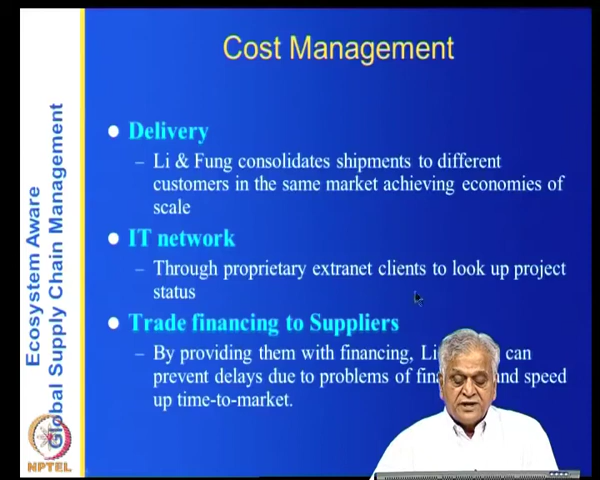 Cost Management
Delivery
– Li & Fung consolidates shipments to different
customers in the same market achieving economies of
scale
IT network
– Through proprietary extranet clients to look up project
status
Trade financing to Suppliers
– By providing them with financing, Li can
prevent delays due to problems of and speed
up time-to-market.
Ecosystem Aware
Global Supply Chain Management
NPTEL